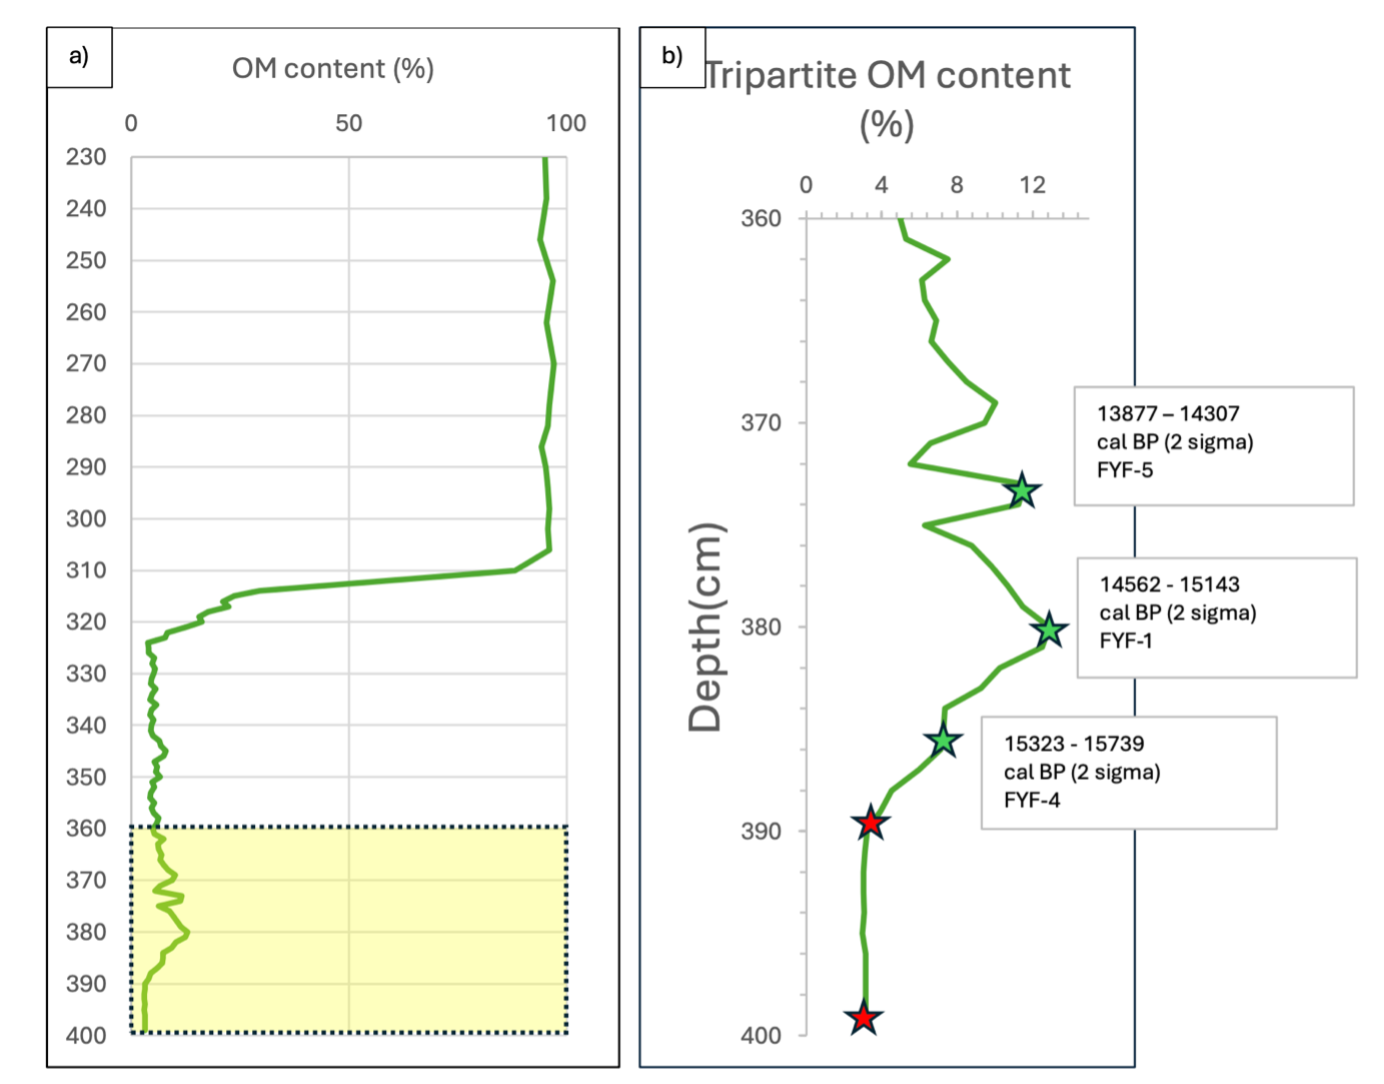 a)
OM content (%)
0 50 100
230
240
250
260
270
280
290
300
310
320
330
340
350
360
370
380
390
400
b)
Tripartite OM content
(%)
0 4 8 12
Depth(cm)
360
370
380
390
400
13877 – 14307
cal BP (2 sigma)
FYF-5
14562 - 15143
cal BP (2 sigma)
FYF-1
15323 - 15739
cal BP (2 sigma)
FYF-4